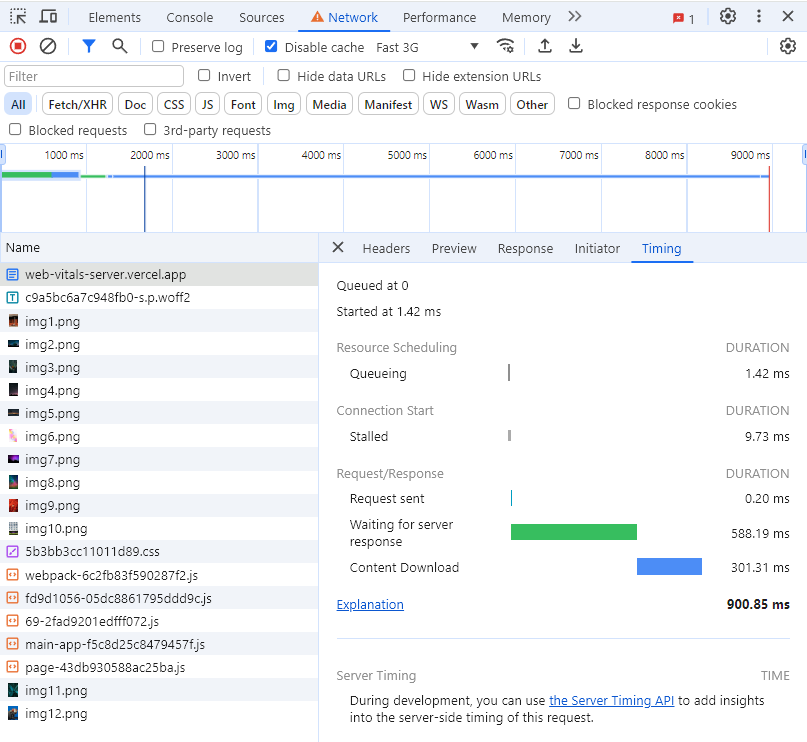 Elements Console Sources Network Performance Memory 1
Preserve log Disable cache Fast 3G
Filter Invert Hide data URLs Hide extension URLs
All Fetch/XHR Doc CSS JS Font Img Media Manifest WS Wasm Other Blocked response cookies
Blocked requests 3rd-party requests
1000 ms 2000 ms 3000 ms 4000 ms 5000 ms 6000 ms 7000 ms 8000 ms 9000 ms
Name
web-vitals-server.vercel.app
c9a5bc6a7c948fb0-s.p.woff2
img1.png
img2.png
img3.png
img4.png
img5.png
img6.png
img7.png
img8.png
img9.png
img10.png
5b3bb3cc11011d89.css
webpack-6c2fb83f590287f2.js
fd9d1056-05dc8861795ddd9c.js
69-2fad9201edfff072.js
main-app-f5c8d25c8479457f.js
page-43db930588ac25ba.js
img11.png
img12.png
Headers Preview Response Initiator Timing
Queued at 0
Started at 1.42 ms
Resource Scheduling DURATION
Queueing 1.42 ms
Connection Start DURATION
Stalled 9.73 ms
Request/Response DURATION
Request sent 0.20 ms
Waiting for server
response 588.19 ms
Content Download 301.31 ms
Explanation 900.85 ms
Server Timing TIME
During development, you can use the Server Timing API to add insights
into the server-side timing of this request.